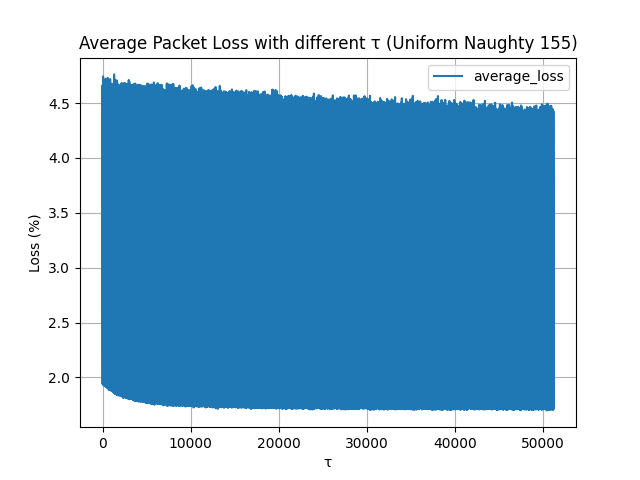 Average Packet Loss with different τ (Uniform Naughty 155)
average_loss
Loss (%)
4.5
4.0
3.5
3.0
2.5
2.0
0 10000 20000 30000 40000 50000
τ